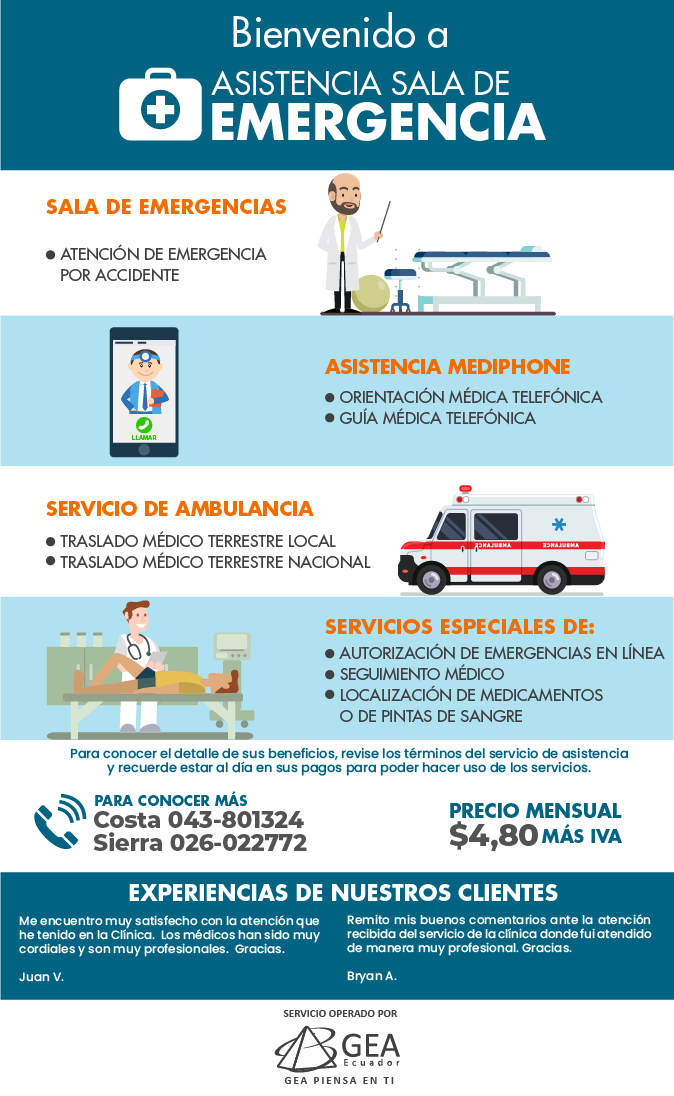 Bienvenido a
ASISTENCIA SALA DE
EMERGENCIA
SALA DE EMERGENCIAS
● ATENCIÓN DE EMERGENCIA
POR ACCIDENTE
LLAMAR
ASISTENCIA MEDIPHONE
● ORIENTACIÓN MÉDICA TELEFÓNICA
● GUÍA MÉDICA TELEFÓNICA
SERVICIO DE AMBULANCIA
● TRASLADO MÉDICO TERRESTRE LOCAL
● TRASLADO MÉDICO TERRESTRE NACIONAL
AMBULANCE AMBULANCE
SERVICIOS ESPECIALES DE:
● AUTORIZACIÓN DE EMERGENCIAS EN LÍNEA
● SEGUIMIENTO MÉDICO
● LOCALIZACIÓN DE MEDICAMENTOS
O DE PINTAS DE SANGRE
Para conocer el detalle de sus beneficios, revise los términos del servicio de asistencia
y recuerde estar al día en sus pagos para poder hacer uso de los servicios.
PARA CONOCER MÁS
Costa 043-801324
Sierra 026-022772
PRECIO MENSUAL
$4,80 MÁS IVA
EXPERIENCIAS DE NUESTROS CLIENTES
Me encuentro muy satisfecho con la atención que
he tenido en la Clínica. Los médicos han sido muy
cordiales y son muy profesionales. Gracias.
Juan V.
Remito mis buenos comentarios ante la atención
recibida del servicio de la clínica donde fui atendido
de manera muy profesional. Gracias.
Bryan A.
SERVICIO OPERADO POR
GEA
Ecuador
GEA PIENSA EN TI